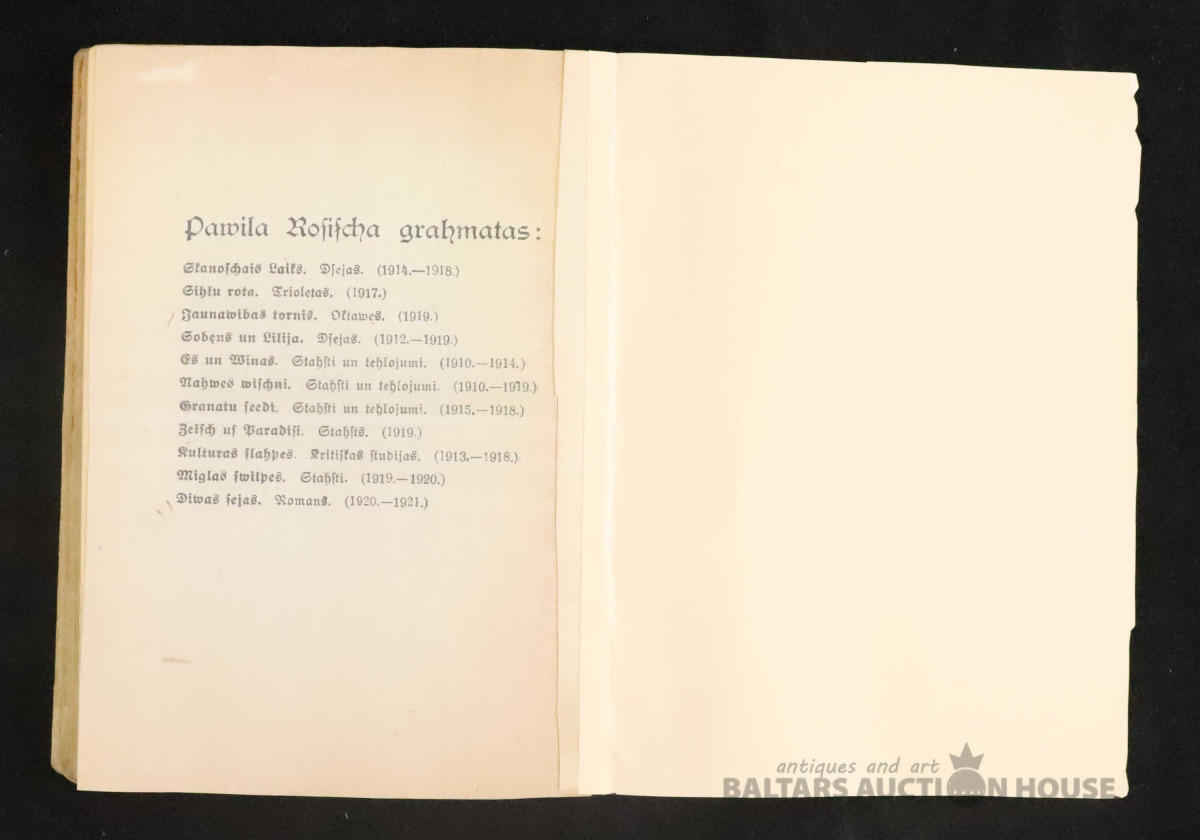 Pawila Roſiſcha grahmatas:
Skanoſchais Laiks. Dſejas. (1914.—1918.)
Sihļu rota. Trioletas. (1917.)
Jaunawibas tornis. Oktawes. (1919.)
Sobens un Lilija. Dſejas. (1912.—1919.)
Es un Winas. Stahſti un tehlojumi. (1910.—1914.)
Nahwes wiſchni. Stahſti un tehlojumi. (1910.—1919.)
Granatu ſeedi. Stahſti un tehlojumi. (1915.—1918.)
Zelſch uſ Paradiſi. Stahſts. (1919.)
Kulturas ſlahpes. Kritiſkas ſtudijas. (1913.—1918.)
Miglas ſwilpes. Stahſti. (1919.—1920.)
Diwas ſejas. Romans. (1920.—1921.)
antiques and art
BALTARS AUCTION HOUSE